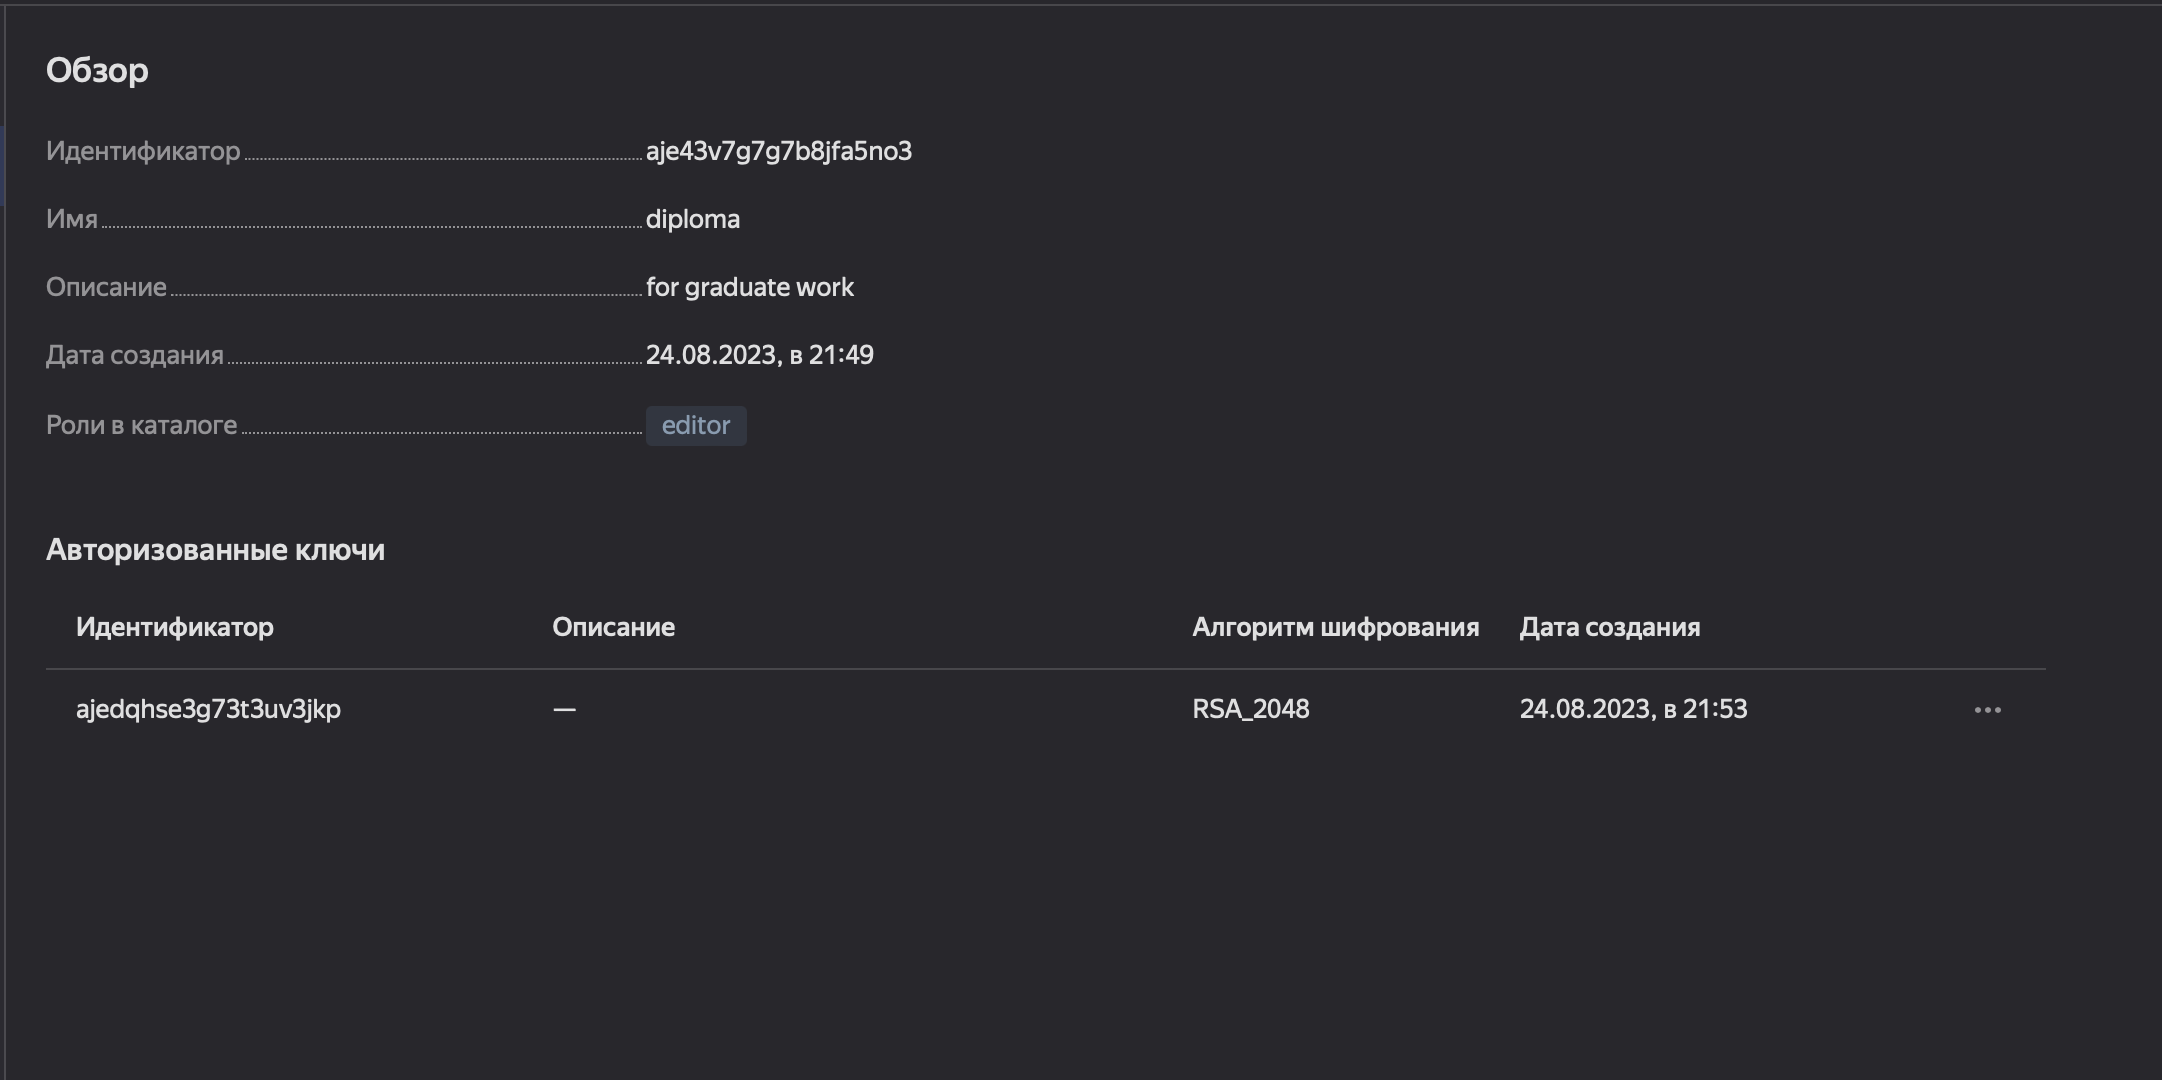 Обзор
Идентификатор aje43v7g7g7b8jfa5no3
Имя diploma
Описание for graduate work
Дата создания 24.08.2023, в 21:49
Роли в каталоге editor
Авторизованные ключи
Идентификатор Описание Алгоритм шифрования Дата создания
ajedqhse3g73t3uv3jkp — RSA_2048 24.08.2023, в 21:53